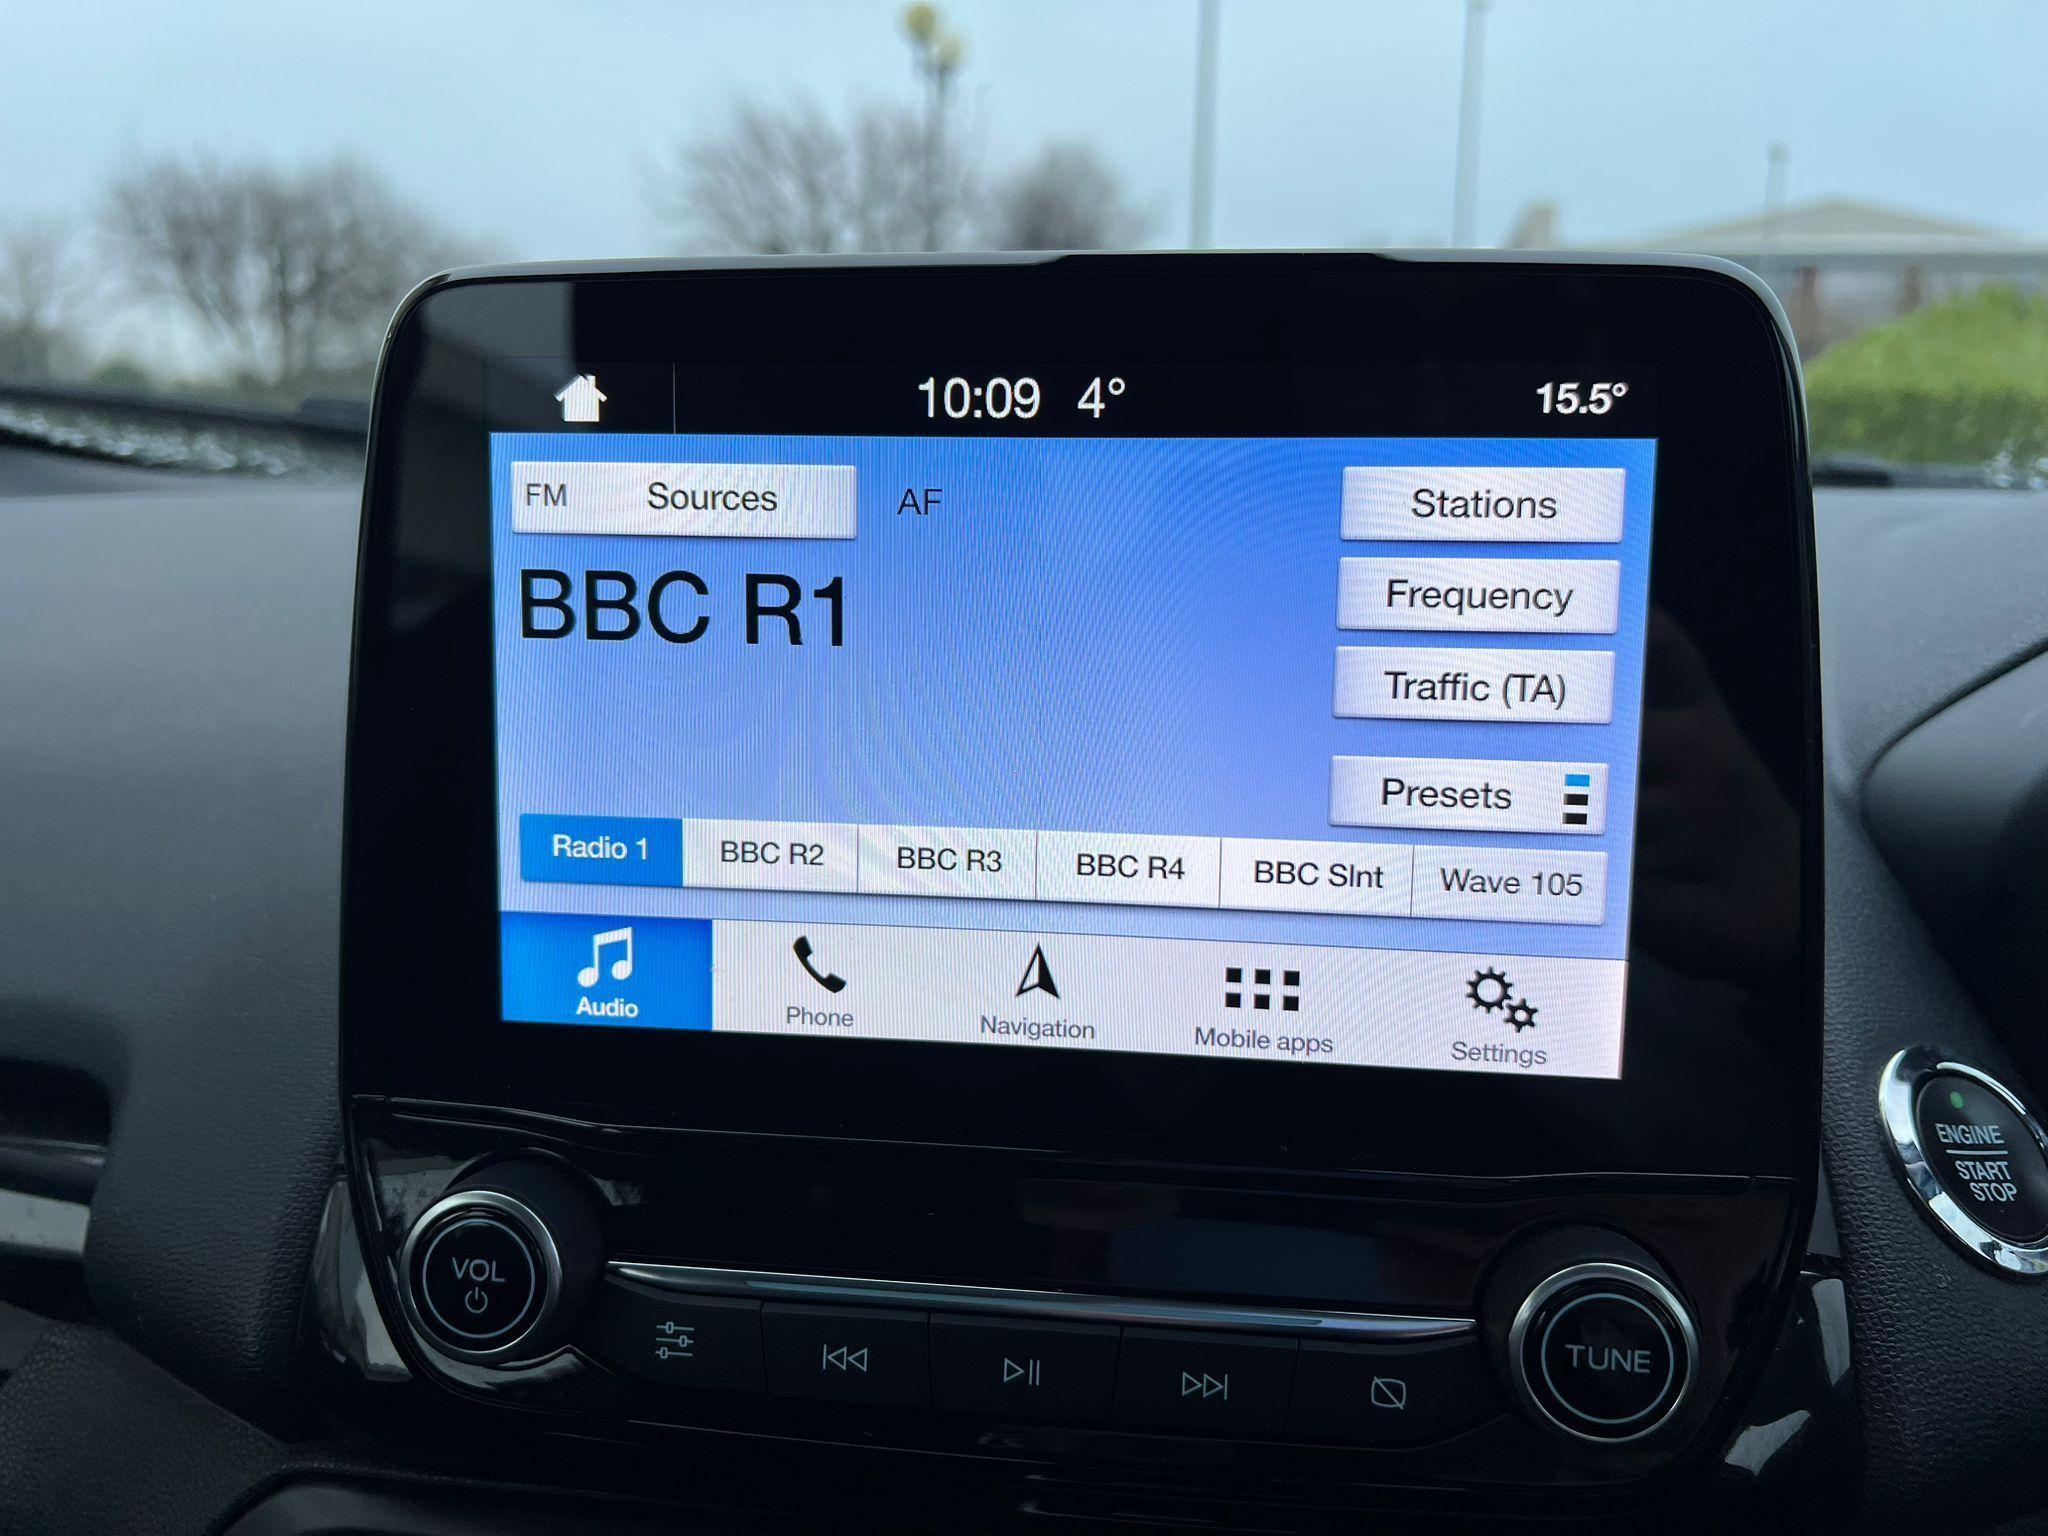 10:09 4° 15.5°
FM Sources AF Stations
BBC R1
Frequency
Traffic (TA)
Presets
Radio 1 BBC R2 BBC R3 BBC R4 BBC Slnt Wave 105
Audio Phone Navigation Mobile apps Settings
ENGINE
START
STOP
VOL
TUNE